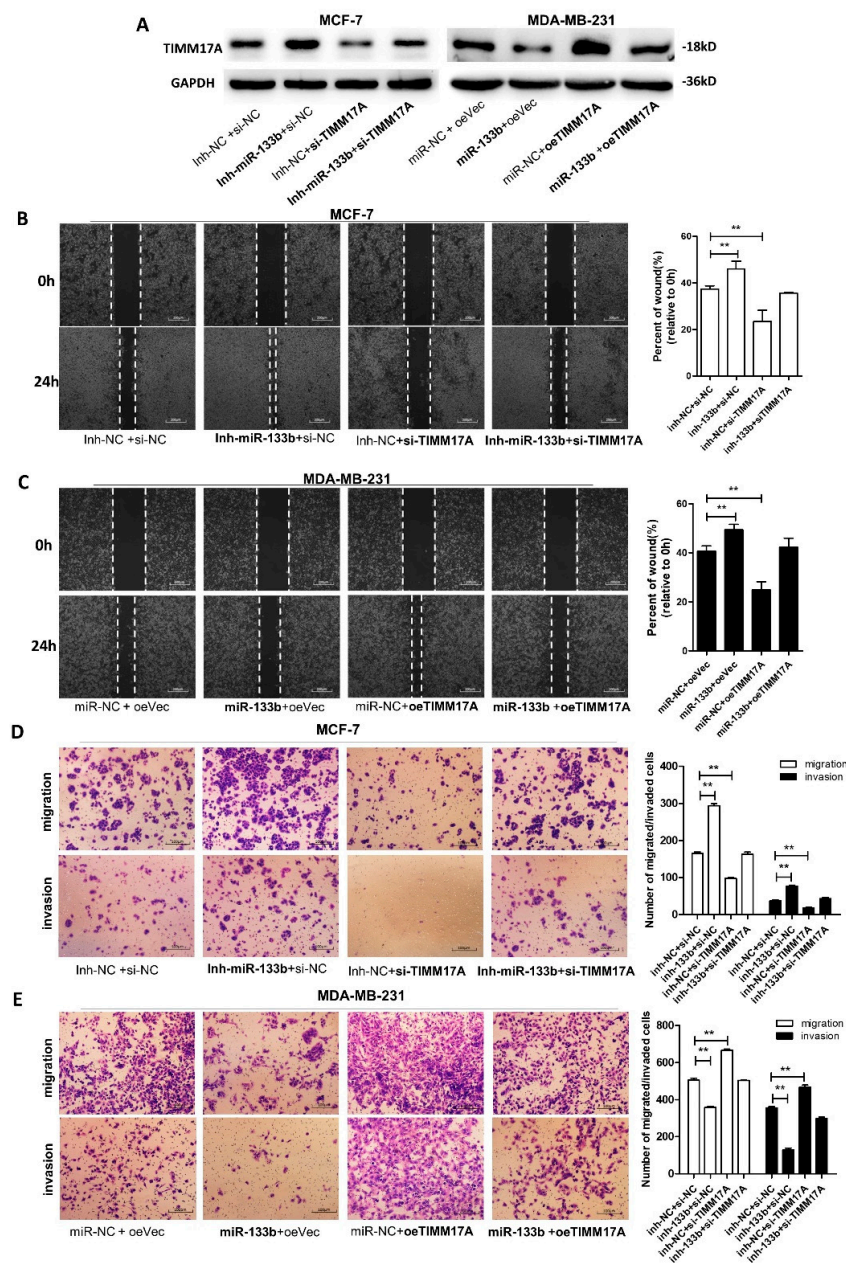 A
MCF-7
MDA-MB-231
TIMM17A
-18kD
GAPDH
-36kD
Inh-NC +si-NC
Inh-miR-133b+si-NC
Inh-NC+si-TIMM17A
Inh-miR-133b+si-TIMM17A
miR-NC + oeVec
miR-133b+oeVec
miR-NC+oeTIMM17A
miR-133b +oeTIMM17A
B
MCF-7
0h
24h
Inh-NC +si-NC
Inh-miR-133b+si-NC
Inh-NC+si-TIMM17A
Inh-miR-133b+si-TIMM17A
Percent of wound(%)
(relative to 0h)
60
40
20
0
**
**
inh-NC+si-NC
inh-133b+si-NC
inh-NC+si-TIMM17A
inh-133b+siTIMM17A
C
MDA-MB-231
0h
24h
miR-NC + oeVec
miR-133b+oeVec
miR-NC+oeTIMM17A
miR-133b +oeTIMM17A
Percent of wound(%)
(relative to 0h)
60
40
20
0
**
**
miR-NC+oeVec
miR-133b+oeVec
miR-NC+oeTIMM17A
miR-133b+oeTIMM17A
D
MCF-7
migration
invasion
Inh-NC +si-NC
Inh-miR-133b+si-NC
Inh-NC+si-TIMM17A
Inh-miR-133b+si-TIMM17A
Number of migrated/invaded cells
400
300
200
100
0
migration
invasion
**
**
**
**
inh-NC+si-NC
inh-133b+si-NC
inh-NC+si-TIMM17A
inh-133b+si-TIMM17A
inh-NC+si-NC
inh-133b+si-NC
inh-NC+si-TIMM17A
inh-133b+si-TIMM17A
E
MDA-MB-231
migration
invasion
miR-NC + oeVec
miR-133b+oeVec
miR-NC+oeTIMM17A
miR-133b +oeTIMM17A
Number of migrated/invaded cells
800
600
400
200
0
migration
invasion
**
**
**
**
inh-NC+si-NC
inh-133b+si-NC
inh-NC+si-TIMM17A
inh-133b+si-TIMM17A
inh-NC+si-NC
inh-133b+si-NC
inh-NC+si-TIMM17A
inh-133b+si-TIMM17A